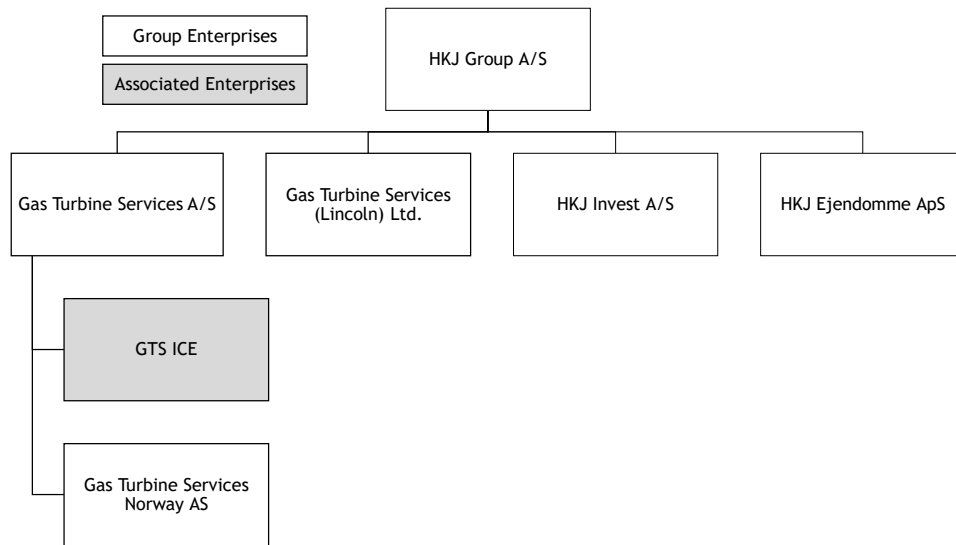 Group Enterprises
Associated Enterprises
HKJ Group A/S
Gas Turbine Services A/S
Gas Turbine Services
(Lincoln) Ltd.
HKJ Invest A/S
HKJ Ejendomme ApS
GTS ICE
Gas Turbine Services
Norway AS